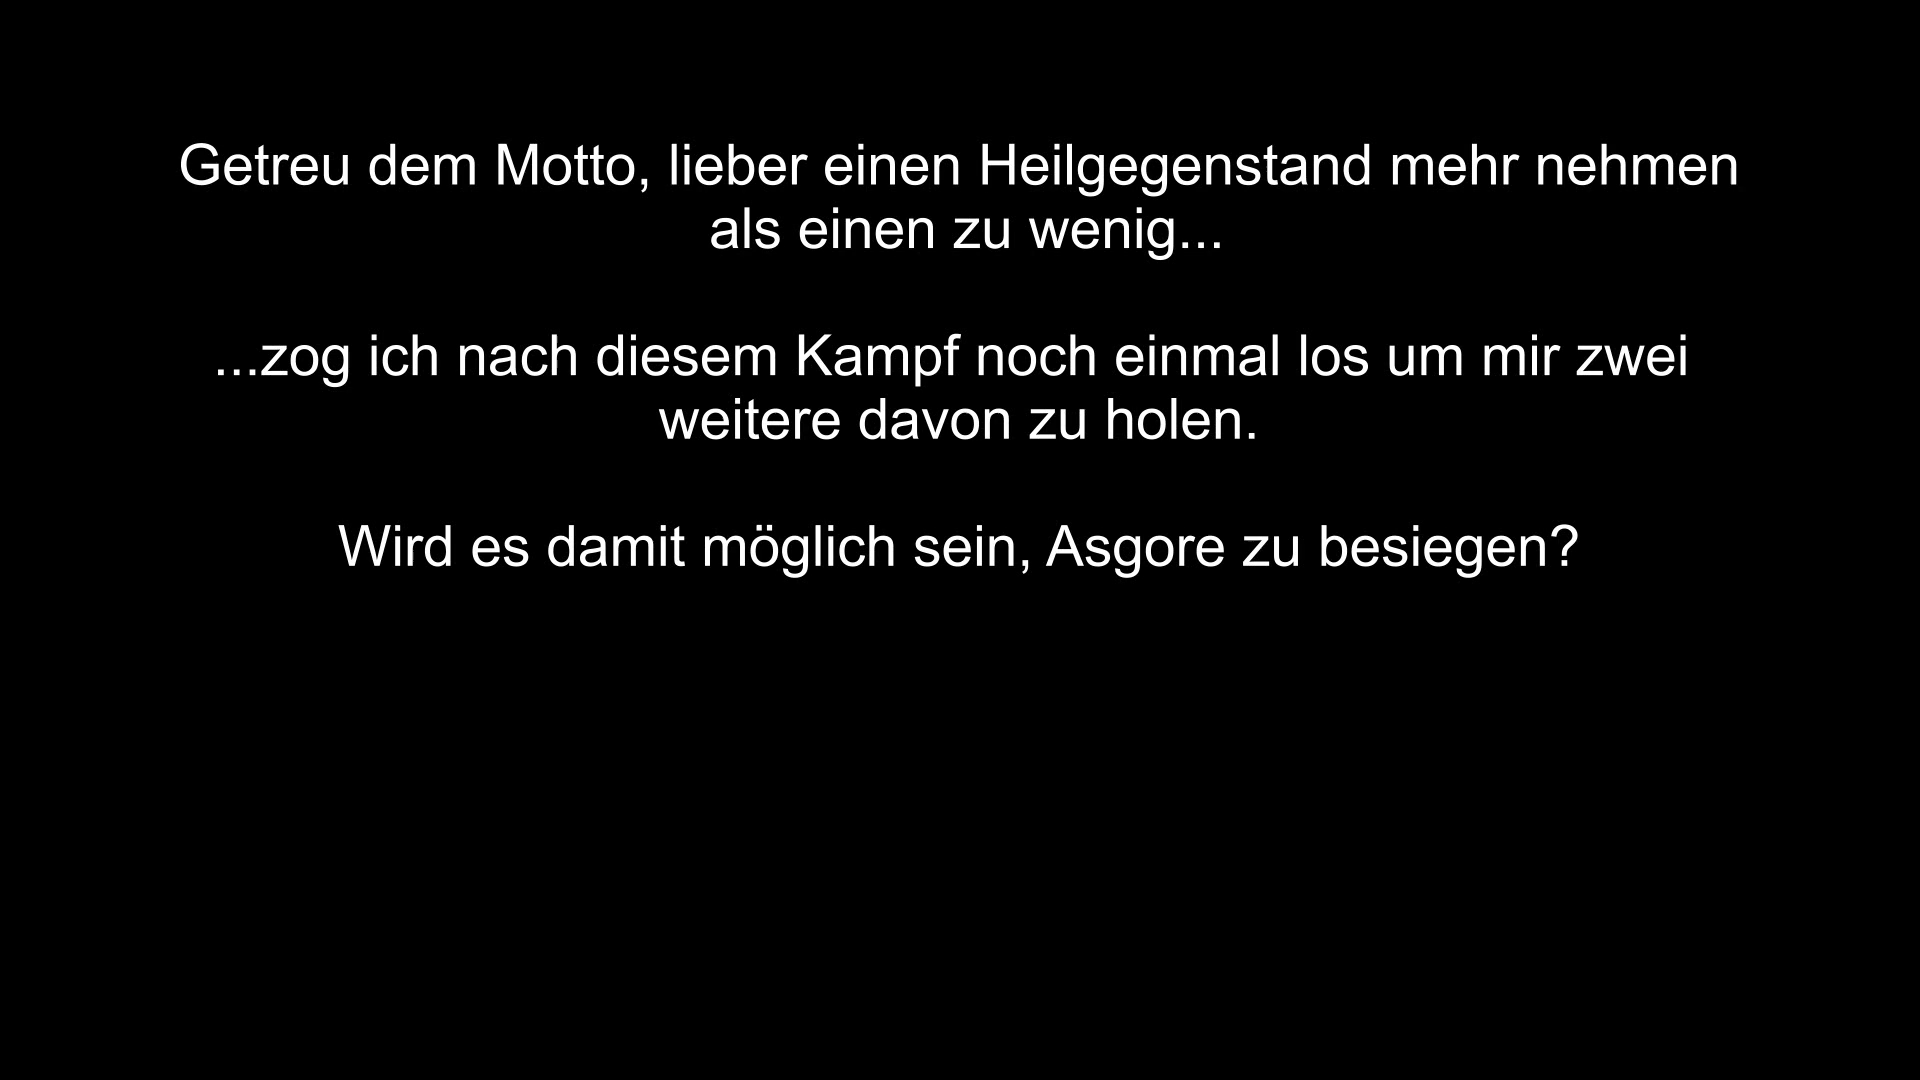 Getreu dem Motto, lieber einen Heilgegenstand mehr nehmen
als einen zu wenig...
...zog ich nach diesem Kampf noch einmal los um mir zwei
weitere davon zu holen.
Wird es damit möglich sein, Asgore zu besiegen?